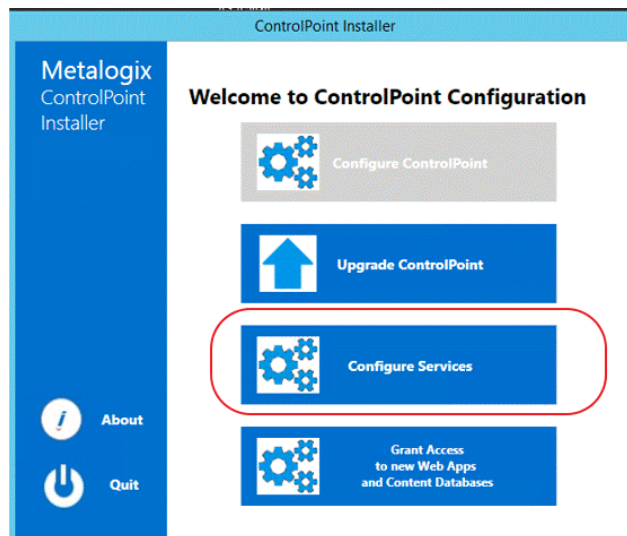 ControlPoint Installer
Metalogix
ControlPoint
Installer
Welcome to ControlPoint Configuration
Configure ControlPoint
Upgrade ControlPoint
Configure Services
Grant Access
to new Web Apps
and Content Databases
About
Quit